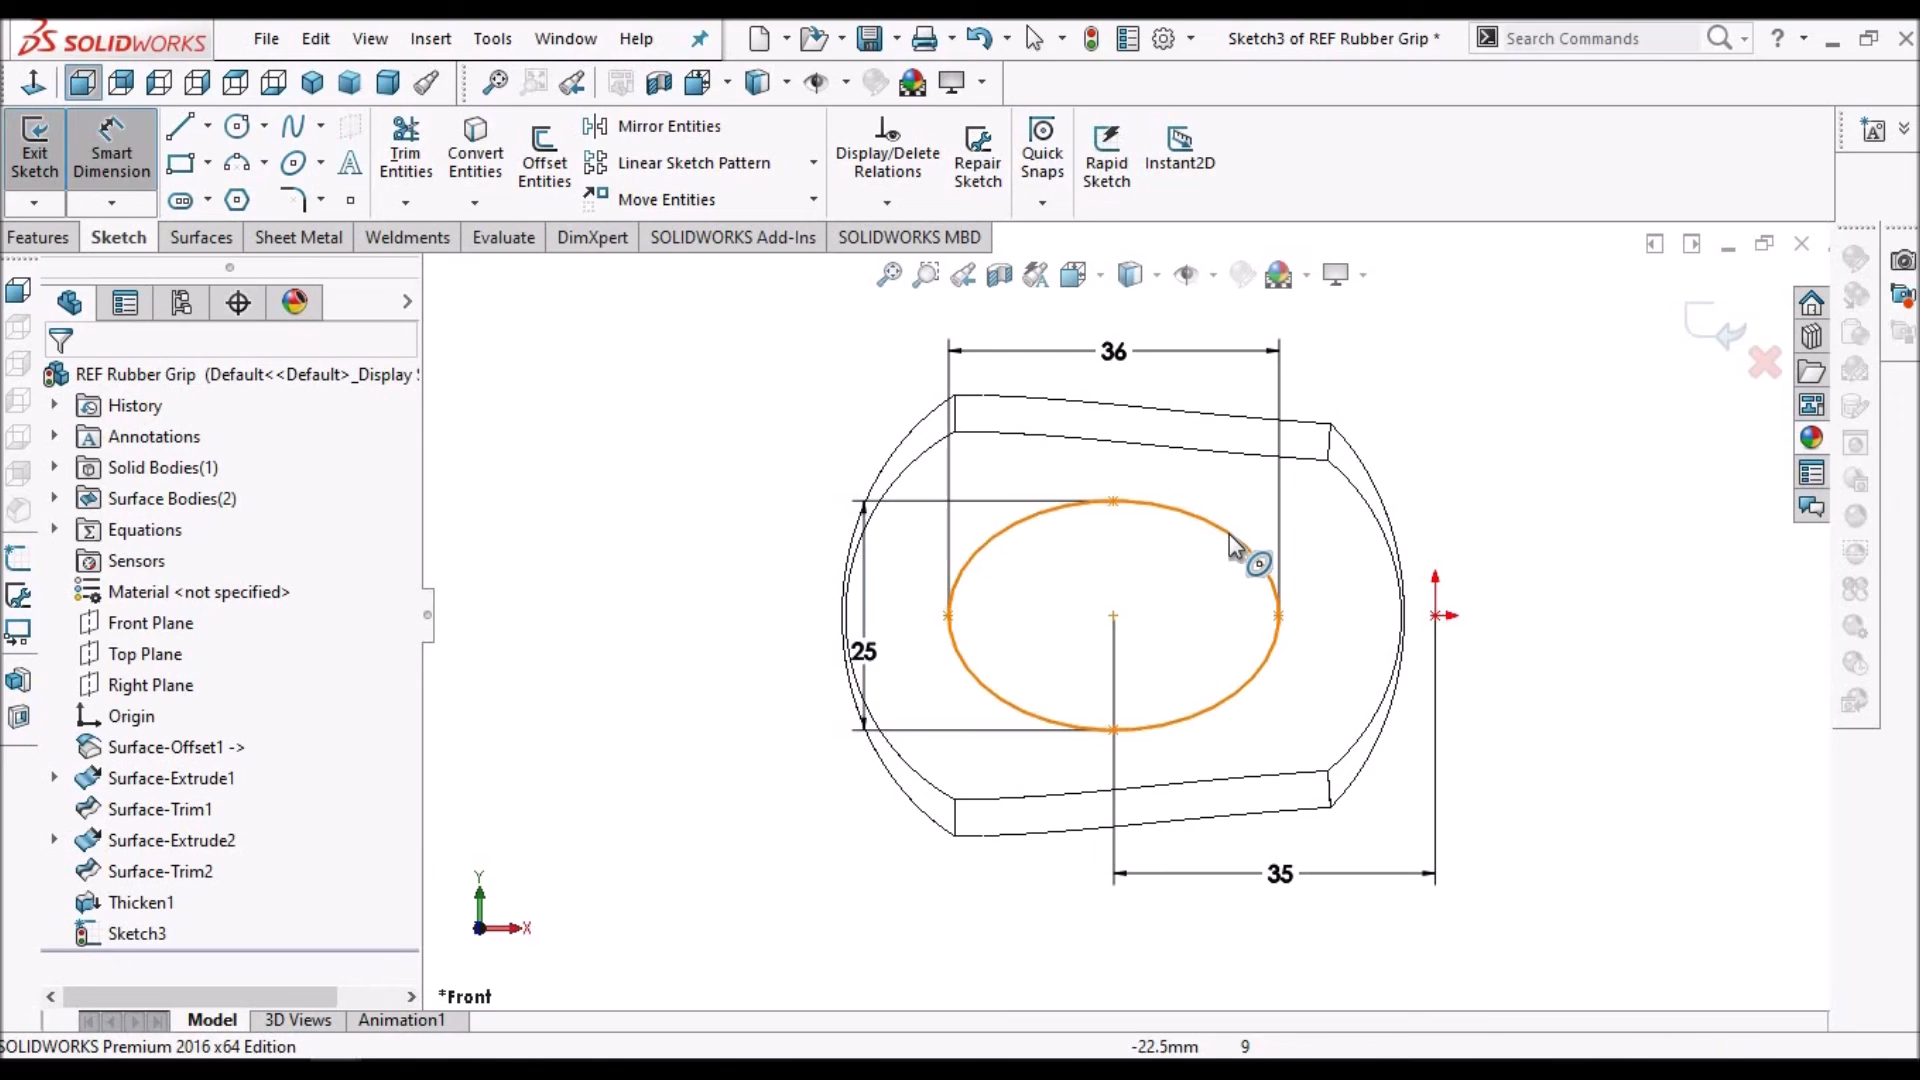 SOLIDWORKS File Edit View Insert Tools Window Help Sketch3 of REF Rubber Grip * Search Commands ?
Exit Sketch
Smart Dimension
Trim Entities
Convert Entities
Offset Entities
Mirror Entities
Linear Sketch Pattern
Move Entities
Display/Delete Relations
Repair Sketch
Quick Snaps
Rapid Sketch
Instant2D
Features Sketch Surfaces Sheet Metal Weldments Evaluate DimXpert SOLIDWORKS Add-Ins SOLIDWORKS MBD
REF Rubber Grip (Default<<Default>_Display
History
Annotations
Solid Bodies(1)
Surface Bodies(2)
Equations
Sensors
Material <not specified>
Front Plane
Top Plane
Right Plane
Origin
Surface-Offset1 ->
Surface-Extrude1
Surface-Trim1
Surface-Extrude2
Surface-Trim2
Thicken1
Sketch3
36
25
35
Y
X
*Front
Model 3D Views Animation1
SOLIDWORKS Premium 2016 x64 Edition -22.5mm 9